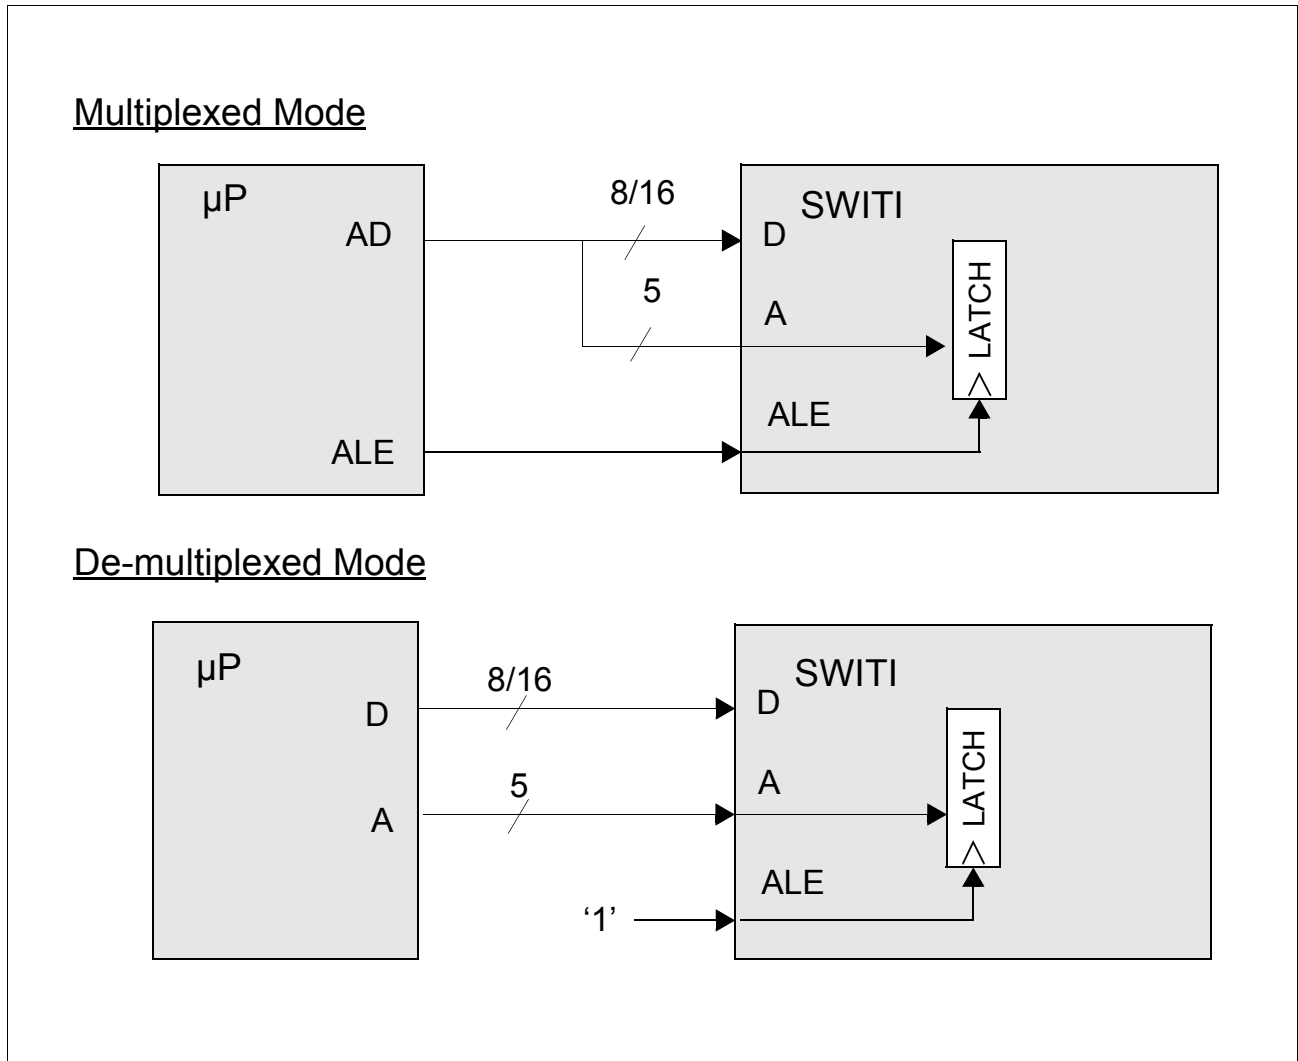 Multiplexed Mode
µP
8/16
SWITI
AD
D
5
A
LATCH
ALE
ALE
De-multiplexed Mode
µP
8/16
SWITI
D
D
5
A
A
LATCH
ALE
‘1’